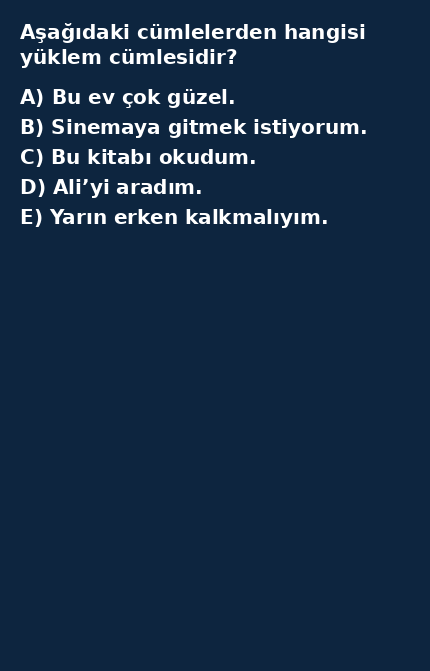 Aşağıdaki cümlelerden hangisi
yüklem cümlesidir?
A) Bu ev çok güzel.
B) Sinemaya gitmek istiyorum.
C) Bu kitabı okudum.
D) Ali’yi aradım.
E) Yarın erken kalkmalıyım.